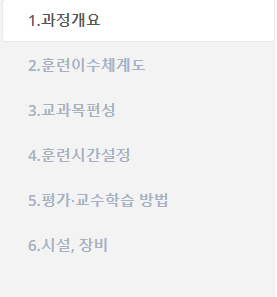 1.과정개요
2.훈련이수체계도
3.교과목편성
4.훈련시간설정
5.평가·교수학습 방법
6.시설, 장비